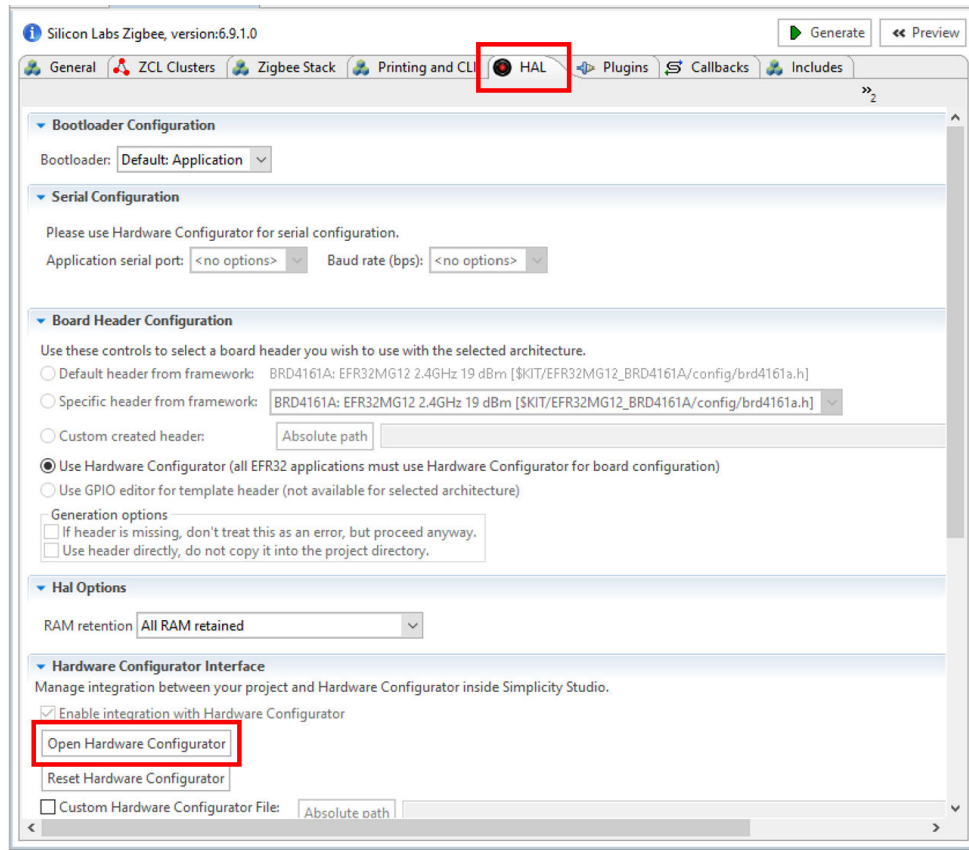 Silicon Labs Zigbee, version:6.9.1.0
Generate
Preview
General
ZCL Clusters
Zigbee Stack
Printing and CLI
HAL
Plugins
Callbacks
Includes
»2
Bootloader Configuration
Bootloader: Default: Application
Serial Configuration
Please use Hardware Configurator for serial configuration.
Application serial port: <no options> Baud rate (bps): <no options>
Board Header Configuration
Use these controls to select a board header you wish to use with the selected architecture.
Default header from framework: BRD4161A: EFR32MG12 2.4GHz 19 dBm [$KIT/EFR32MG12_BRD4161A/config/brd4161a.h]
Specific header from framework: BRD4161A: EFR32MG12 2.4GHz 19 dBm [$KIT/EFR32MG12_BRD4161A/config/brd4161a.h]
Custom created header: Absolute path
Use Hardware Configurator (all EFR32 applications must use Hardware Configurator for board configuration)
Use GPIO editor for template header (not available for selected architecture)
Generation options
If header is missing, don't treat this as an error, but proceed anyway.
Use header directly, do not copy it into the project directory.
Hal Options
RAM retention All RAM retained
Hardware Configurator Interface
Manage integration between your project and Hardware Configurator inside Simplicity Studio.
Enable integration with Hardware Configurator
Open Hardware Configurator
Reset Hardware Configurator
Custom Hardware Configurator File: Absolute path